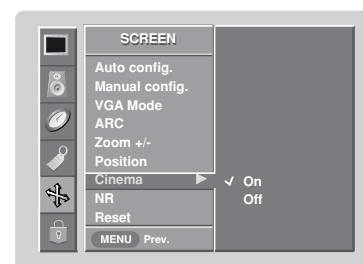 SCREEN
Auto config.
Manual config.
VGA Mode
ARC
Zoom +/-
Position
Cinema ▶ ✓ On
NR Off
Reset
MENU Prev.